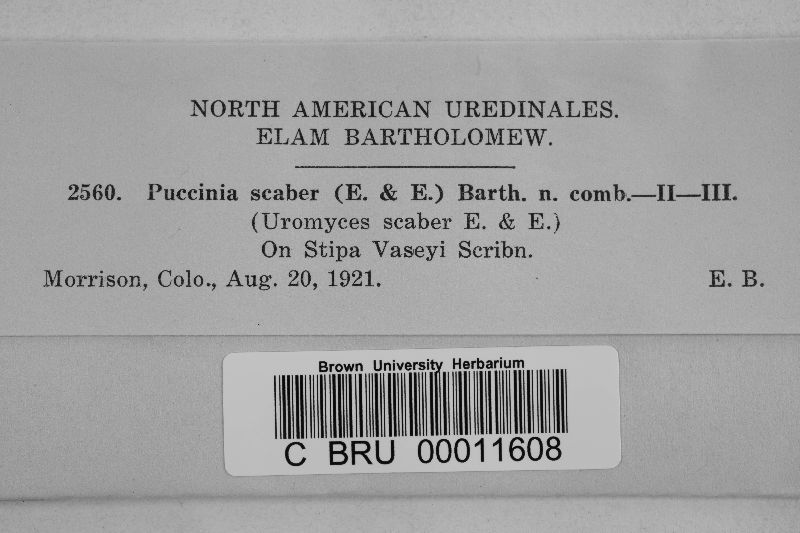 NORTH AMERICAN UREDINALES.
ELAM BARTHOLOMEW.
2560. Puccinia scaber (E. & E.) Barth. n. comb.—II—III.
(Uromyces scaber E. & E.)
On Stipa Vaseyi Scribn.
Morrison, Colo., Aug. 20, 1921. E. B.
Brown University Herbarium
C BRU 00011608